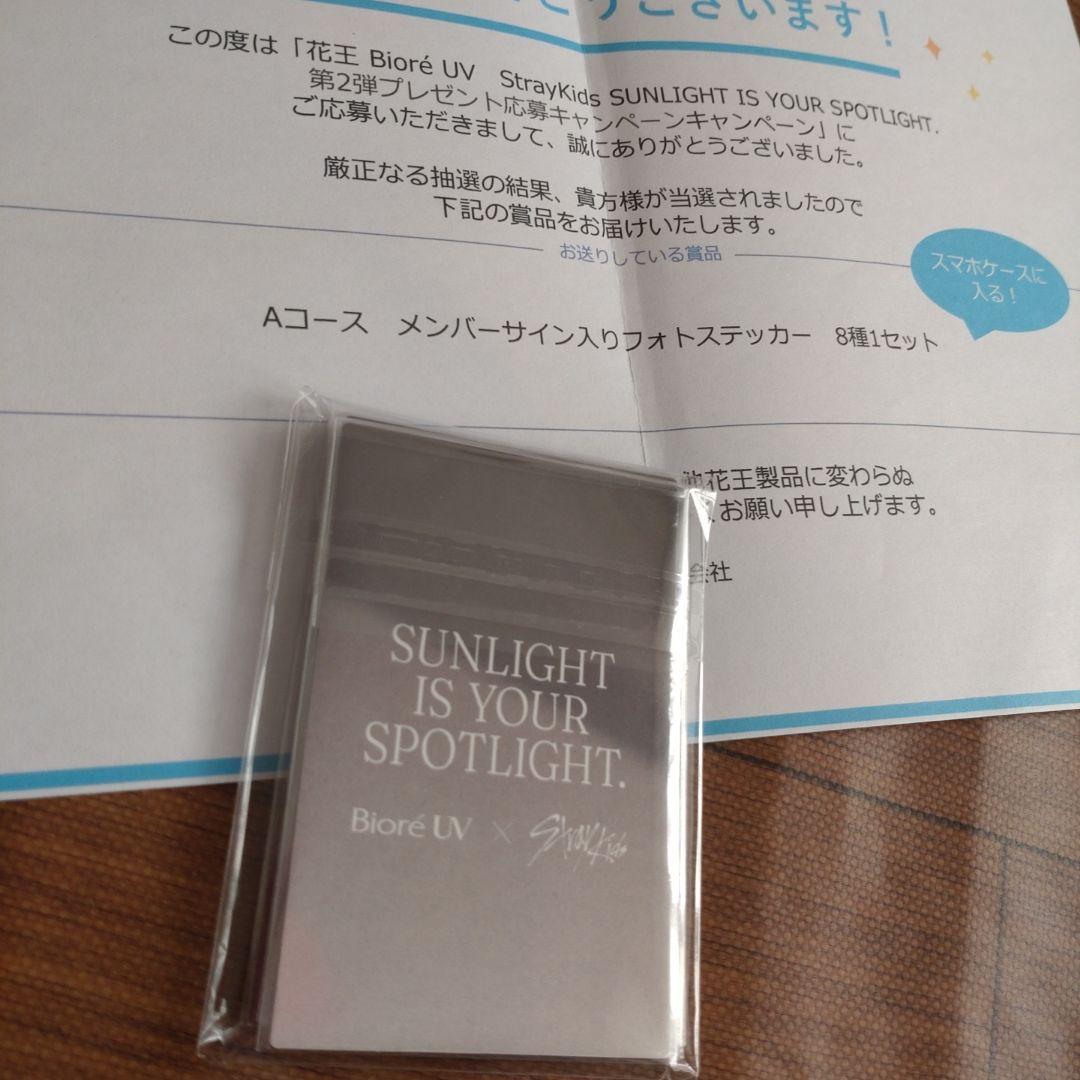 とうございます！
この度は「花王 Bioré UV　StrayKids SUNLIGHT IS YOUR SPOTLIGHT.
第2弾プレゼント応募キャンペーンキャンペーン」に
ご応募いただきまして、誠にありがとうございました。
厳正なる抽選の結果、貴方様が当選されましたので
下記の賞品をお届けいたします。
お送りしている賞品
スマホケースに
入る！
Aコース　メンバーサイン入りフォトステッカー　8種1セット
花王製品に変わらぬ
お願い申し上げます。
会社
SUNLIGHT
IS YOUR
SPOTLIGHT.
Bioré UV × StrayKids